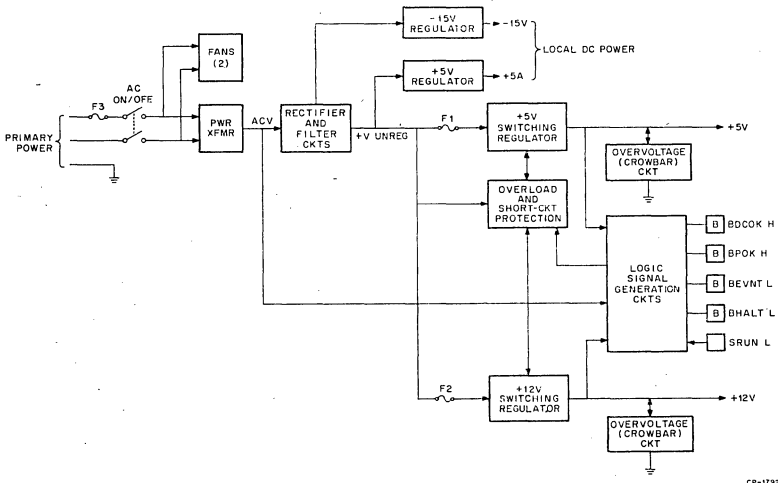 -15V
REGULATOR
-15V
FANS
(2)
LOCAL DC POWER
AC
ON/OFF
+5V
REGULATOR
+5A
F3
PWR
XFMR
ACV
RECTIFIER
AND
FILTER
CKTS
+V UNREG
F1
+5V
SWITCHING
REGULATOR
+5V
PRIMARY
POWER
OVERVOLTAGE
(CROWBAR)
CKT
OVERLOAD
AND
SHORT-CKT
PROTECTION
LOGIC
SIGNAL
GENERATION
CKTS
B BDCOK H
B BPOK H
B BEVNT L
B BHALT L
SRUN L
F2
+12V
SWITCHING
REGULATOR
+12V
OVERVOLTAGE
(CROWBAR)
CKT